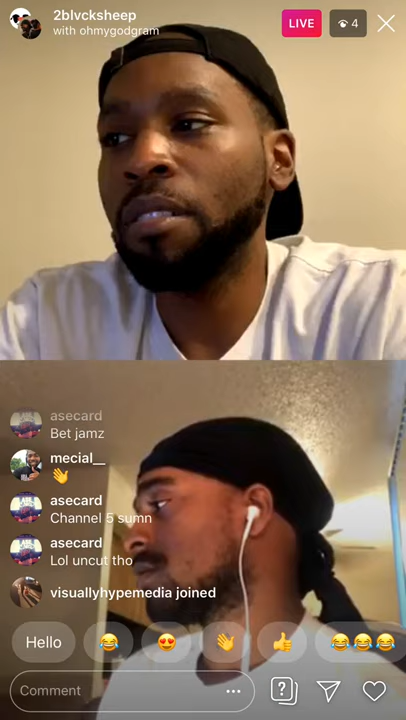 2blvcksheep
with ohmygodgram
LIVE
4
asecard
Bet jamz
mecial__
asecard
Channel 5 sumn
asecard
Lol uncut tho
visuallyhypemedia joined
Hello
Comment
?